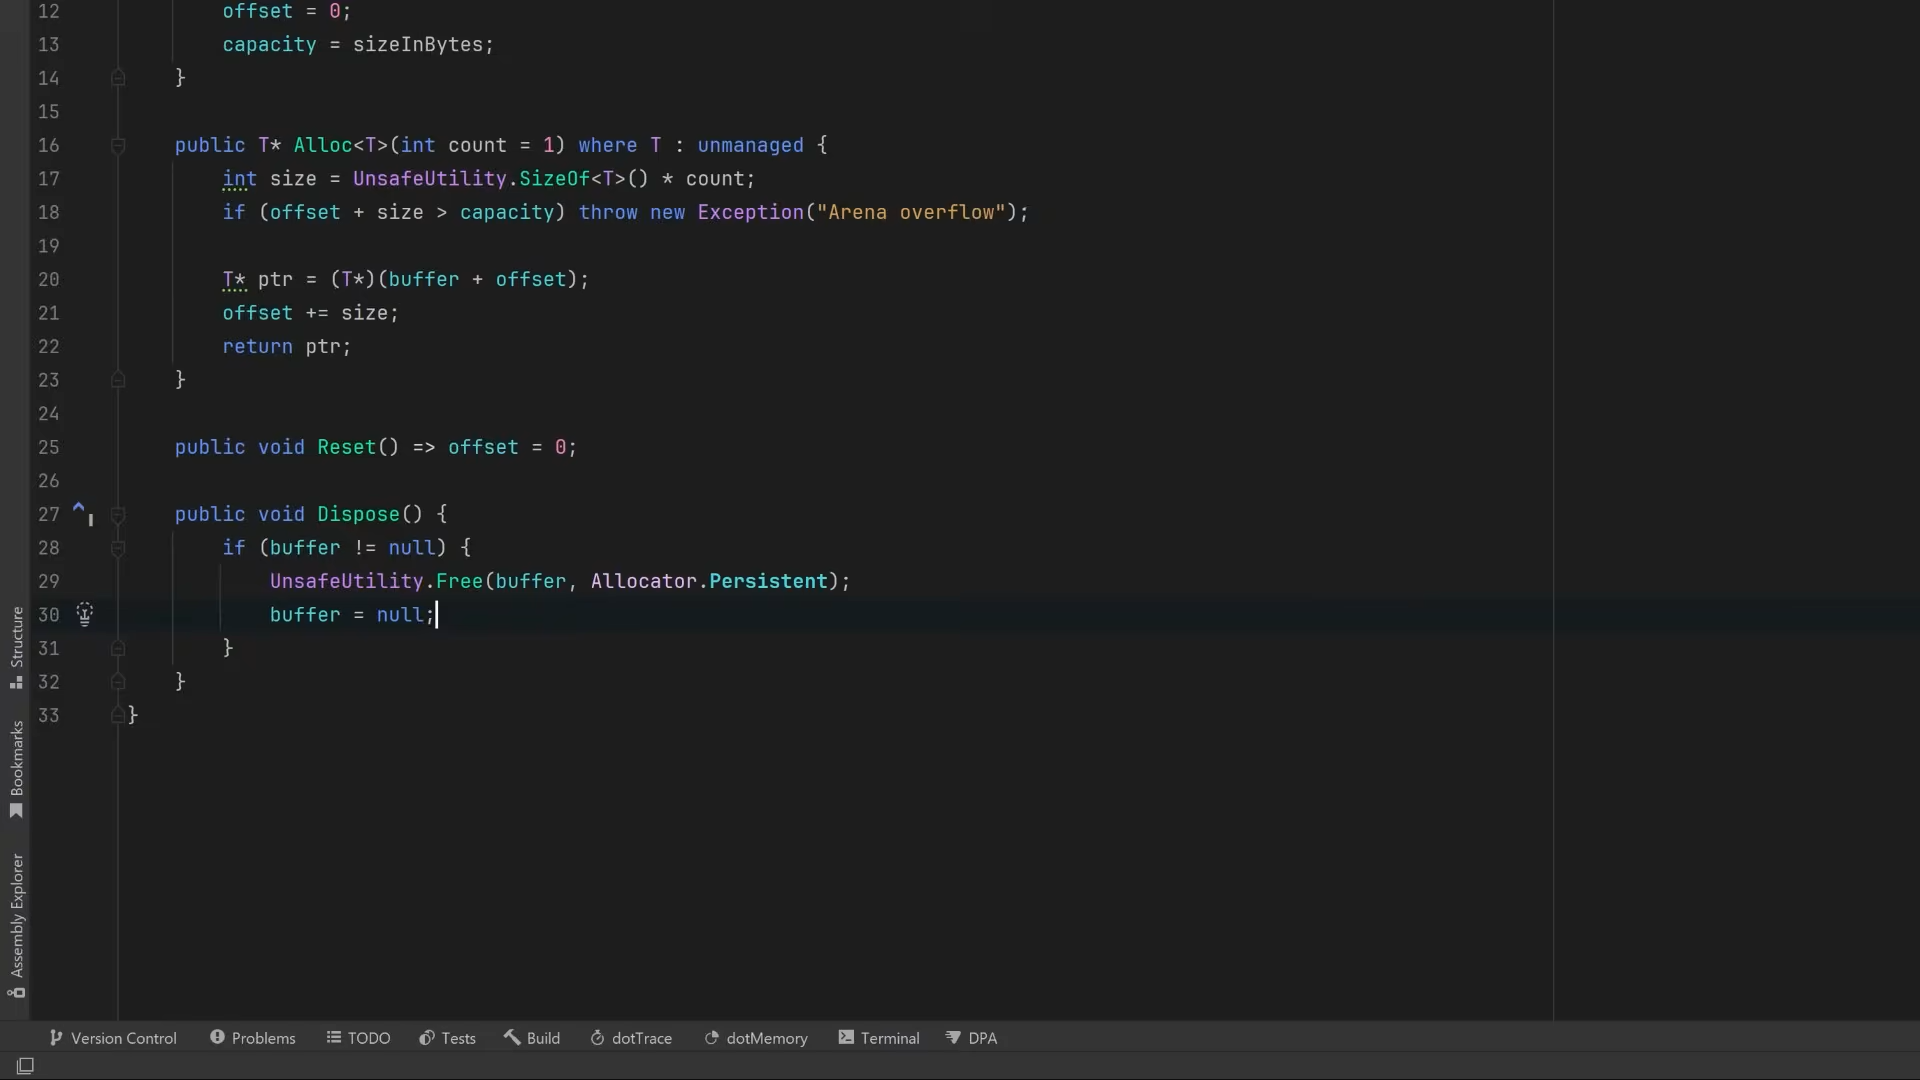 12 offset = 0;
13 capacity = sizeInBytes;
14 }
15
16 public T* Alloc<T>(int count = 1) where T : unmanaged {
17 int size = UnsafeUtility.SizeOf<T>() * count;
18 if (offset + size > capacity) throw new Exception("Arena overflow");
19
20 T* ptr = (T*)(buffer + offset);
21 offset += size;
22 return ptr;
23 }
24
25 public void Reset() => offset = 0;
26
27 public void Dispose() {
28 if (buffer != null) {
29 UnsafeUtility.Free(buffer, Allocator.Persistent);
30 buffer = null;
31 }
32 }
33 }
Structure
Bookmarks
Assembly Explorer
Version Control Problems TODO Tests Build dotTrace dotMemory Terminal DPA